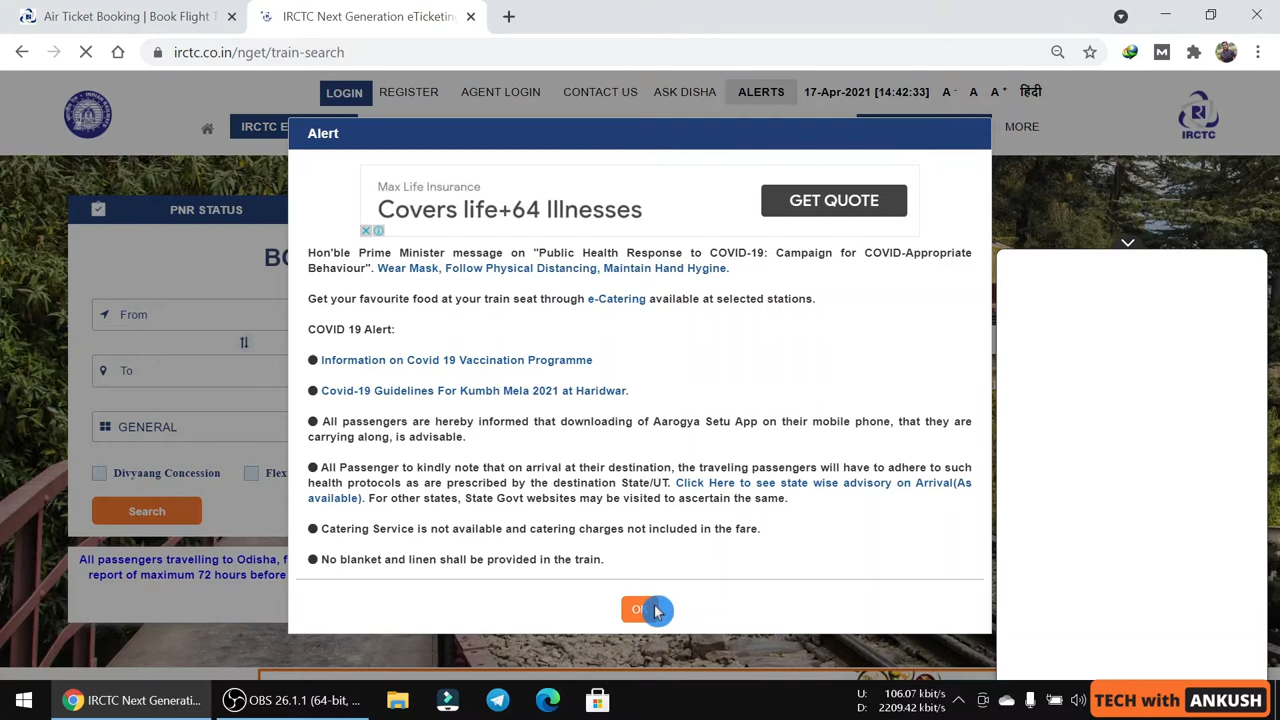 Air Ticket Booking | Book Flight T
IRCTC Next Generation eTicketing
irctc.co.in/nget/train-search
LOGIN REGISTER AGENT LOGIN CONTACT US ASK DISHA ALERTS 17-Apr-2021 [14:42:33] A - A A + हिंदी
IRCTC E
MORE
IRCTC
Alert
PNR STATUS
Max Life Insurance
Covers life+64 Illnesses
GET QUOTE
BO
From
To
GENERAL
Divyaang Concession
Flex
Search
All passengers travelling to Odisha, f
report of maximum 72 hours before
Hon'ble Prime Minister message on "Public Health Response to COVID-19: Campaign for COVID-Appropriate
Behaviour". Wear Mask, Follow Physical Distancing, Maintain Hand Hygine.
Get your favourite food at your train seat through e-Catering available at selected stations.
COVID 19 Alert:
● Information on Covid 19 Vaccination Programme
● Covid-19 Guidelines For Kumbh Mela 2021 at Haridwar.
● All passengers are hereby informed that downloading of Aarogya Setu App on their mobile phone, that they are
carrying along, is advisable.
● All Passenger to kindly note that on arrival at their destination, the traveling passengers will have to adhere to such
health protocols as are prescribed by the destination State/UT. Click Here to see state wise advisory on Arrival(As
available). For other states, State Govt websites may be visited to ascertain the same.
● Catering Service is not available and catering charges not included in the fare.
● No blanket and linen shall be provided in the train.
IRCTC Next Generati...
OBS 26.1.1 (64-bit, ...
U: 106.07 kbit/s
D: 2209.42 kbit/s
TECH with ANKUSH